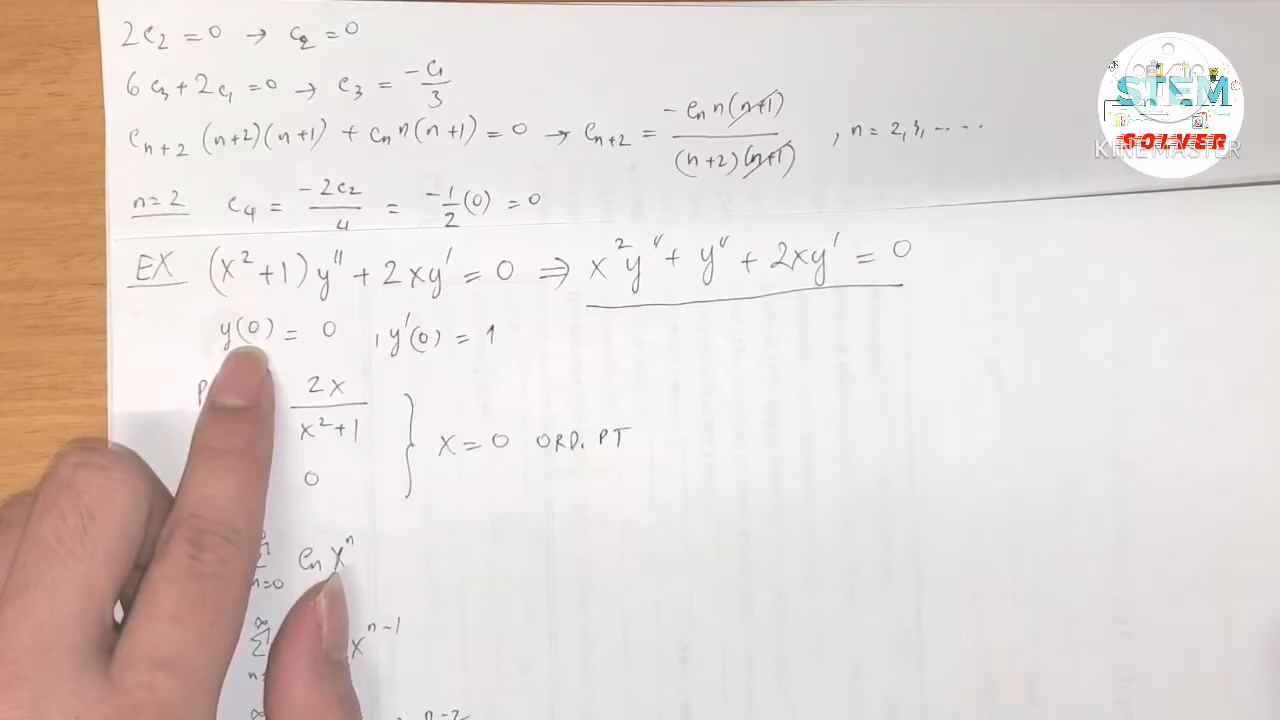 2c₂ = 0 → c₂ = 0
6c₃ + 2c₁ = 0 → c₃ = -c₁/3
cₙ₊₂ (n+2)(n+1) + cₙ n(n+1) = 0 → cₙ₊₂ = -cₙ n(n+1)/(n+2)(n+1) , n = 2,3, ....
n=2 c₄ = -2c₂/4 = -1/2(0) = 0
EX (x²+1)y" + 2xy' = 0 ⇒ x²y" + y" + 2xy' = 0
y(0) = 0 , y'(0) = 1
P 2x/x²+1
0
} x = 0 ORD. PT
n=0 cₙxⁿ
∞ Σ xⁿ⁻¹
∞ n-2
STEM
SOLVER
KINEMASTER